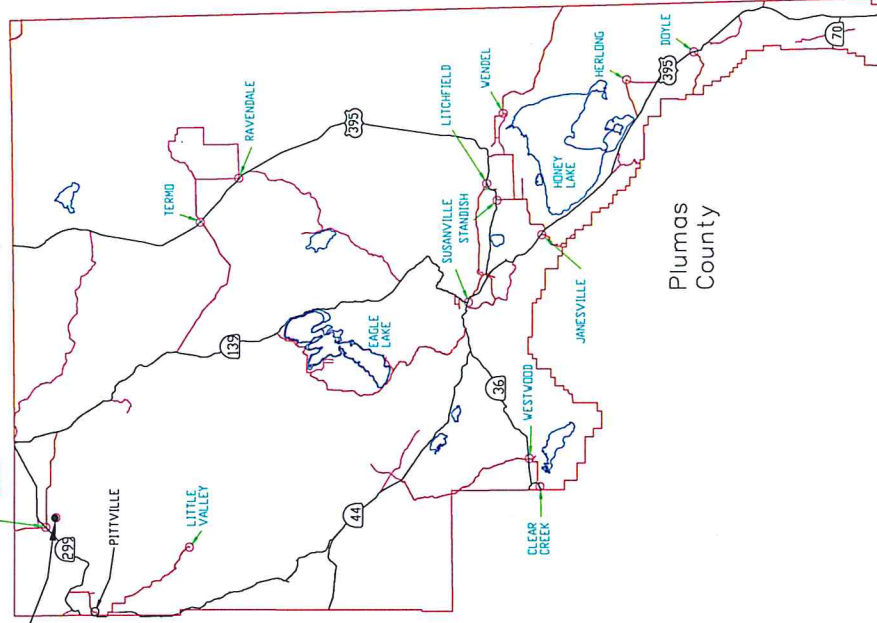 70
DOYLE
395
HERLONG
WENDEL
LITCHFIELD
HONEY
LAKE
395
RAVENDALE
TERMO
SUSANVILLE
STANDISH
JANESVILLE
Plumas
County
EAGLE
LAKE
139
36
WESTWOOD
CLEAR
CREEK
44
LITTLE
VALLEY
PITTVILLE
299